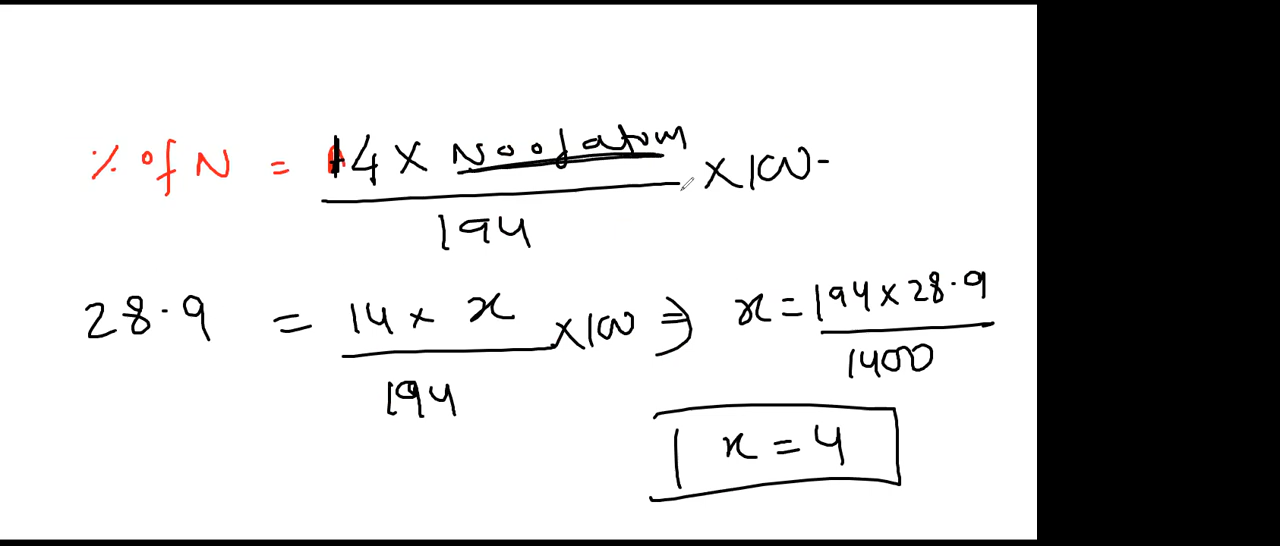 % of N = 14 × No of atom / 194 × 100
28.9 = 14 × x / 194 × 100 ⇒ x = 194 × 28.9 / 1400
x = 4